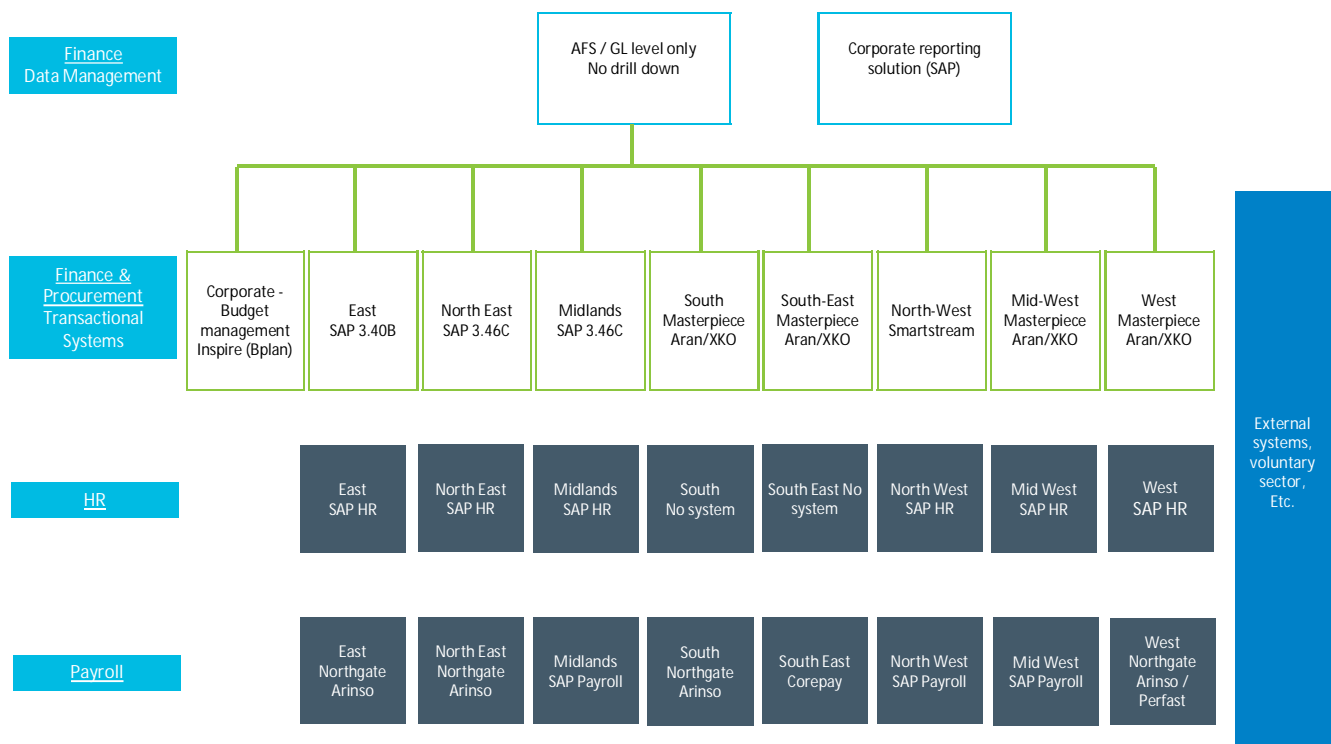 Finance
Data Management
AFS / GL level only
No drill down
Corporate reporting
solution (SAP)
Finance &
Procurement
Transactional
Systems
Corporate -
Budget
management
Inspire (Bplan)
East
SAP 3.40B
North East
SAP 3.46C
Midlands
SAP 3.46C
South
Masterpiece
Aran/XKO
South-East
Masterpiece
Aran/XKO
North-West
Smartstream
Mid-West
Masterpiece
Aran/XKO
West
Masterpiece
Aran/XKO
External
systems,
voluntary
sector,
Etc.
HR
East
SAP HR
North East
SAP HR
Midlands
SAP HR
South
No system
South East No
system
North West
SAP HR
Mid West
SAP HR
West
SAP HR
Payroll
East
Northgate
Arinso
North East
Northgate
Arinso
Midlands
SAP Payroll
South
Northgate
Arinso
South East
Corepay
North West
SAP Payroll
Mid West
SAP Payroll
West
Northgate
Arinso /
Perfast